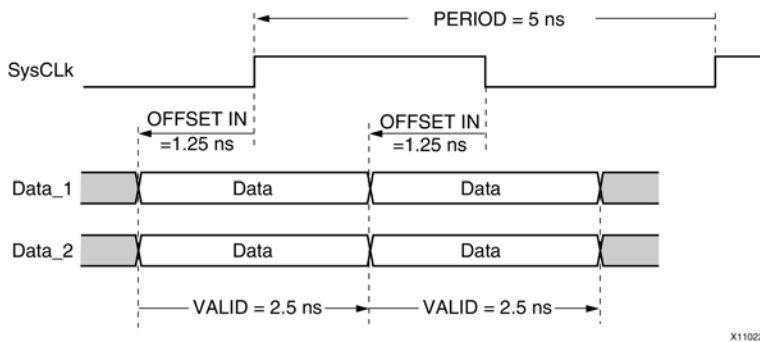 PERIOD = 5 ns
SysCLk
OFFSET IN
=1.25 ns
OFFSET IN
=1.25 ns
Data_1
Data
Data
Data_2
Data
Data
VALID = 2.5 ns
VALID = 2.5 ns